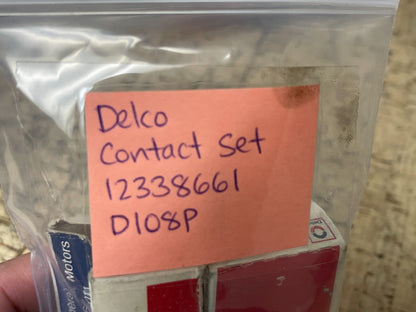 Delco
Contact Set
12338661
D108P
Motors